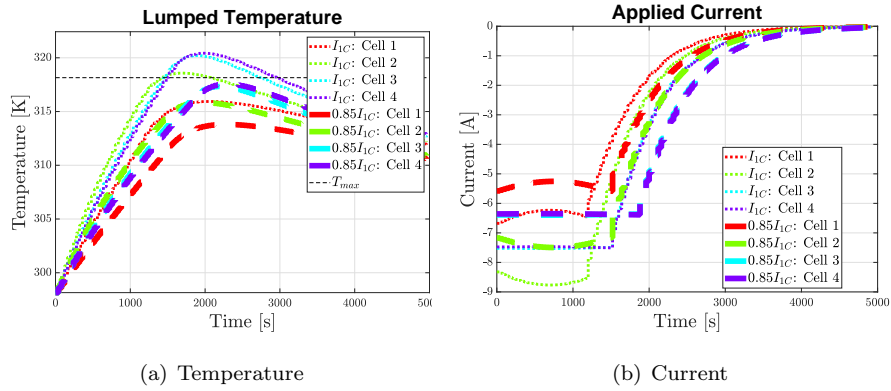 Lumped Temperature
Temperature [K]
320
315
310
305
300
0
1000
2000
3000
4000
5000
Time [s]
I1C: Cell 1
I1C: Cell 2
I1C: Cell 3
I1C: Cell 4
0.85I1C: Cell 1
0.85I1C: Cell 2
0.85I1C: Cell 3
0.85I1C: Cell 4
Tmax
(a) Temperature
Applied Current
Current [A]
0
-1
-2
-3
-4
-5
-6
-7
-8
-9
0
1000
2000
3000
4000
5000
Time [s]
I1C: Cell 1
I1C: Cell 2
I1C: Cell 3
I1C: Cell 4
0.85I1C: Cell 1
0.85I1C: Cell 2
0.85I1C: Cell 3
0.85I1C: Cell 4
(b) Current